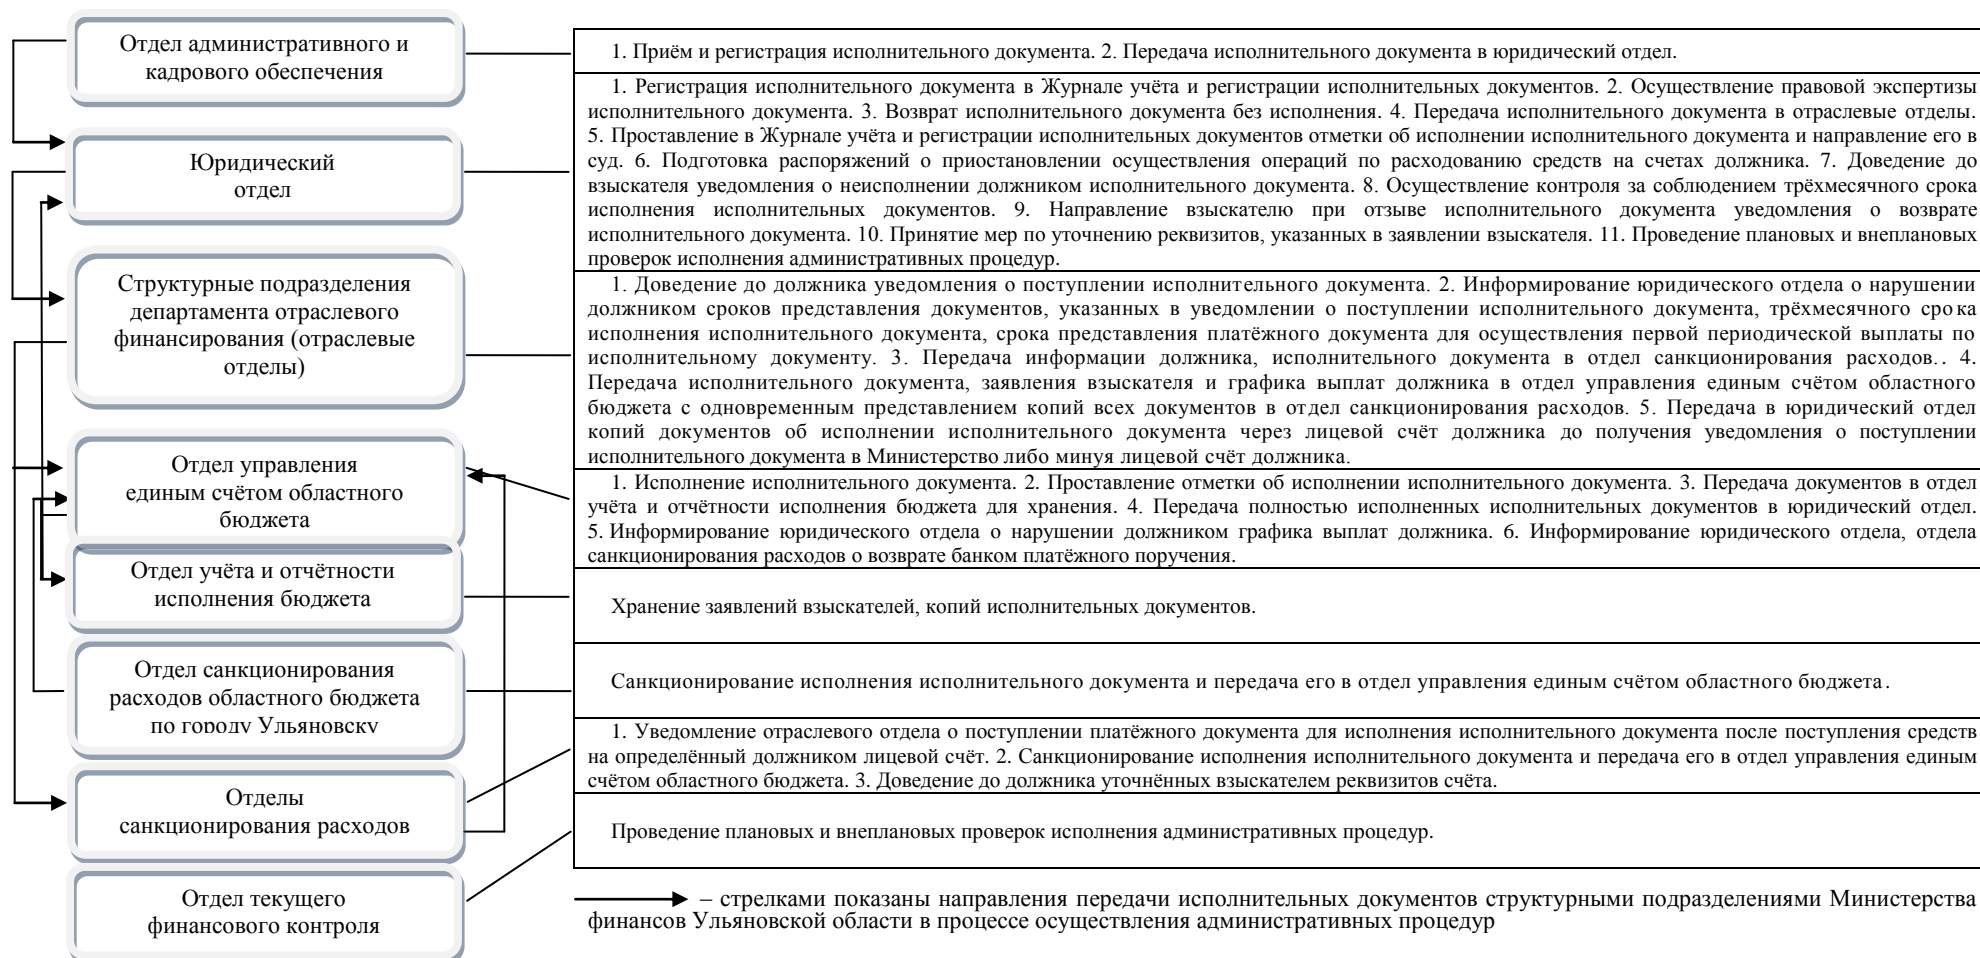 Отдел административного и
кадрового обеспечения
1. Приём и регистрация исполнительного документа. 2. Передача исполнительного документа в юридический отдел.
Юридический
отдел
1. Регистрация исполнительного документа в Журнале учёта и регистрации исполнительных документов. 2. Осуществление правовой экспертизы
исполнительного документа. 3. Возврат исполнительного документа без исполнения. 4. Передача исполнительного документа в отраслевые отделы.
5. Проставление в Журнале учёта и регистрации исполнительных документов отметки об исполнении исполнительного документа и направление его в
суд. 6. Подготовка распоряжений о приостановлении осуществления операций по расходованию средств на счетах должника. 7. Доведение до
взыскателя уведомления о неисполнении должником исполнительного документа. 8. Осуществление контроля за соблюдением трёхмесячного срока
исполнения исполнительных документов. 9. Направление взыскателю при отзыве исполнительного документа уведомления о возврате
исполнительного документа. 10. Принятие мер по уточнению реквизитов, указанных в заявлении взыскателя. 11. Проведение плановых и внеплановых
проверок исполнения административных процедур.
Структурные подразделения
департамента отраслевого
финансирования (отраслевые
отделы)
1. Доведение до должника уведомления о поступлении исполнительного документа. 2. Информирование юридического отдела о нарушении
должником сроков представления документов, указанных в уведомлении о поступлении исполнительного документа, трёхмесячного срока
исполнения исполнительного документа, срока представления платёжного документа для осуществления первой периодической выплаты по
исполнительному документу. 3. Передача информации должника, исполнительного документа в отдел санкционирования расходов.. 4.
Передача исполнительного документа, заявления взыскателя и графика выплат должника в отдел управления единым счётом областного
бюджета с одновременным представлением копий всех документов в отдел санкционирования расходов. 5. Передача в юридический отдел
копий документов об исполнении исполнительного документа через лицевой счёт должника до получения уведомления о поступлении
исполнительного документа в Министерство либо минуя лицевой счёт должника.
Отдел управления
единым счётом областного
бюджета
1. Исполнение исполнительного документа. 2. Проставление отметки об исполнении исполнительного документа. 3. Передача документов в отдел
учёта и отчётности исполнения бюджета для хранения. 4. Передача полностью исполненных исполнительных документов в юридический отдел.
5. Информирование юридического отдела о нарушении должником графика выплат должника. 6. Информирование юридического отдела, отдела
санкционирования расходов о возврате банком платёжного поручения.
Отдел учёта и отчётности
исполнения бюджета
Хранение заявлений взыскателей, копий исполнительных документов.
Отдел санкционирования
расходов областного бюджета
по городу Ульяновску
Санкционирование исполнения исполнительного документа и передача его в отдел управления единым счётом областного бюджета.
1. Уведомление отраслевого отдела о поступлении платёжного документа для исполнения исполнительного документа после поступления средств
на определённый должником лицевой счёт. 2. Санкционирование исполнения исполнительного документа и передача его в отдел управления единым
счётом областного бюджета. 3. Доведение до должника уточнённых взыскателем реквизитов счёта.
Отделы
санкционирования расходов
Проведение плановых и внеплановых проверок исполнения административных процедур.
Отдел текущего
финансового контроля
– стрелками показаны направления передачи исполнительных документов структурными подразделениями Министерства
финансов Ульяновской области в процессе осуществления административных процедур